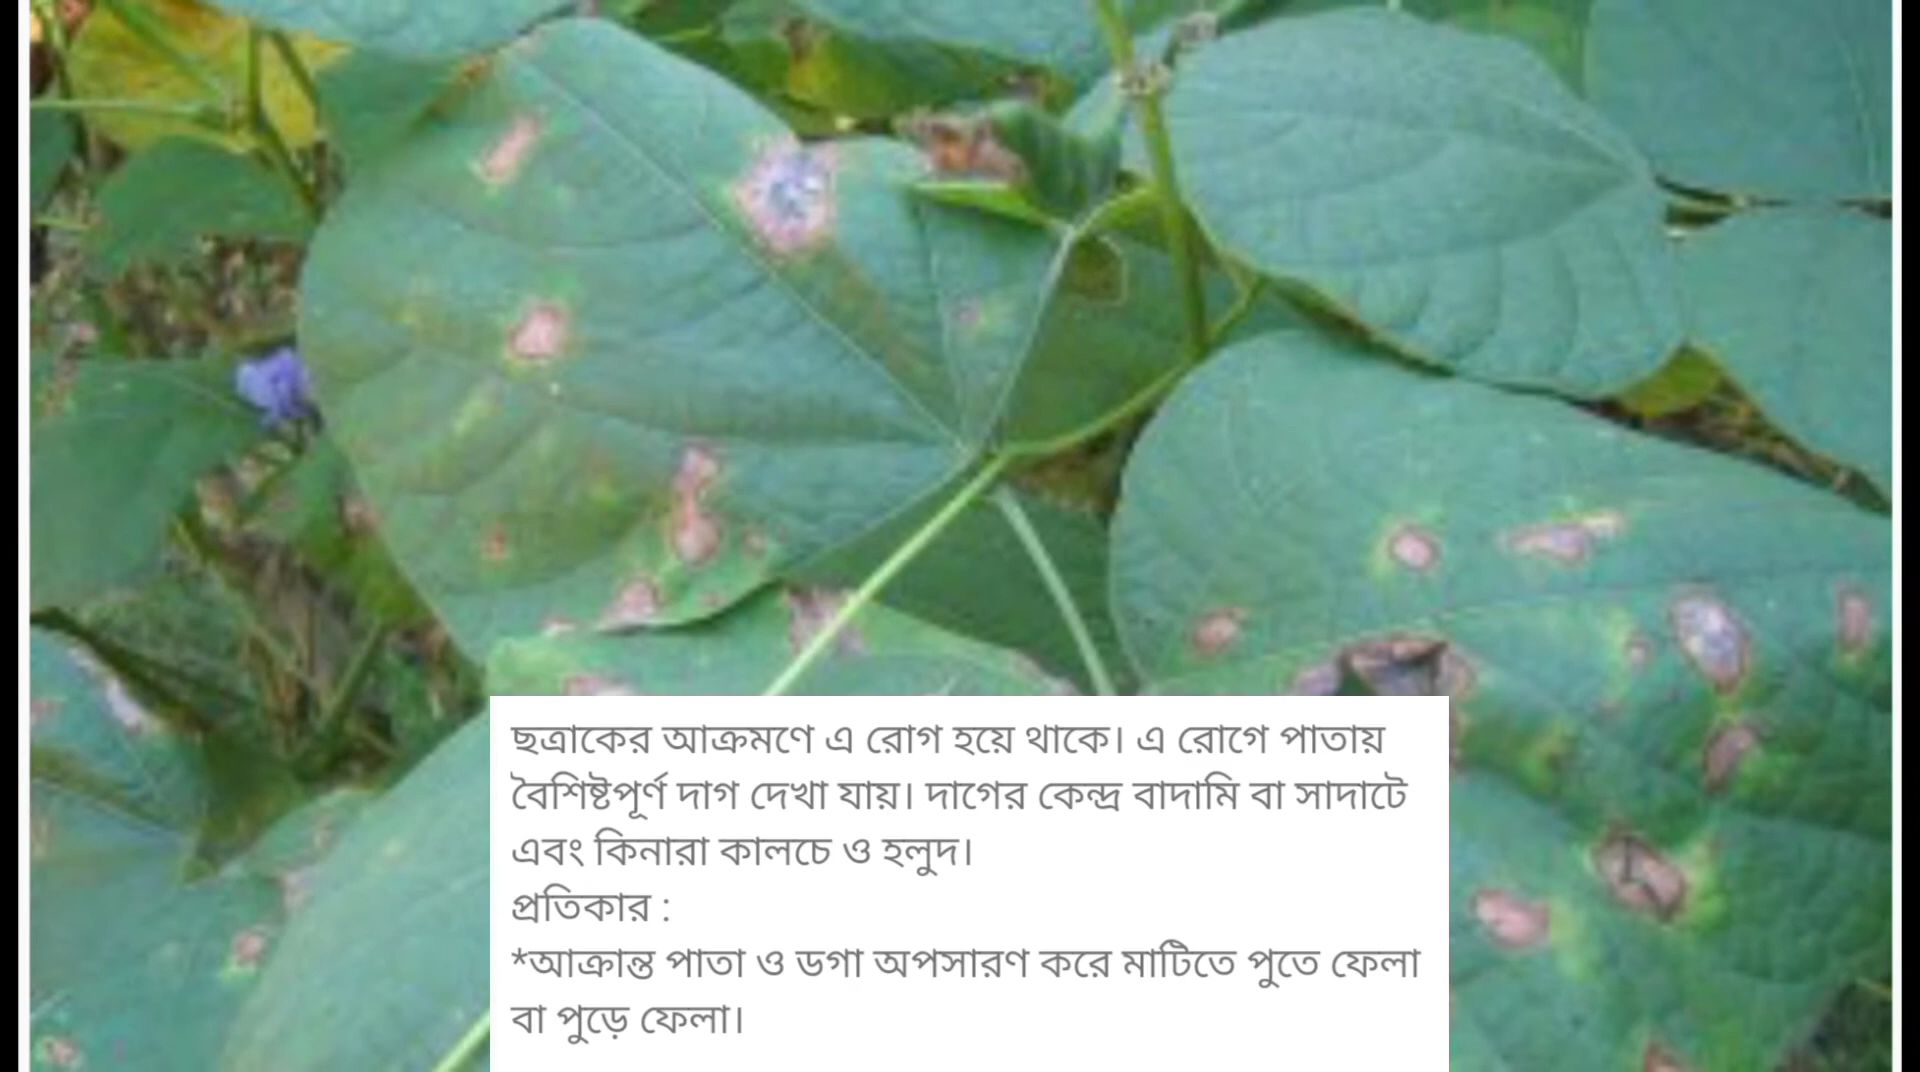 ছত্রাকের আক্রমণে এ রোগ হয়ে থাকে। এ রোগে পাতায়
বৈশিষ্টপূর্ণ দাগ দেখা যায়। দাগের কেন্দ্র বাদামি বা সাদাটে
এবং কিনারা কালচে ও হলুদ।
প্রতিকার :
*আক্রান্ত পাতা ও ডগা অপসারণ করে মাটিতে পুতে ফেলা
বা পুড়ে ফেলা।